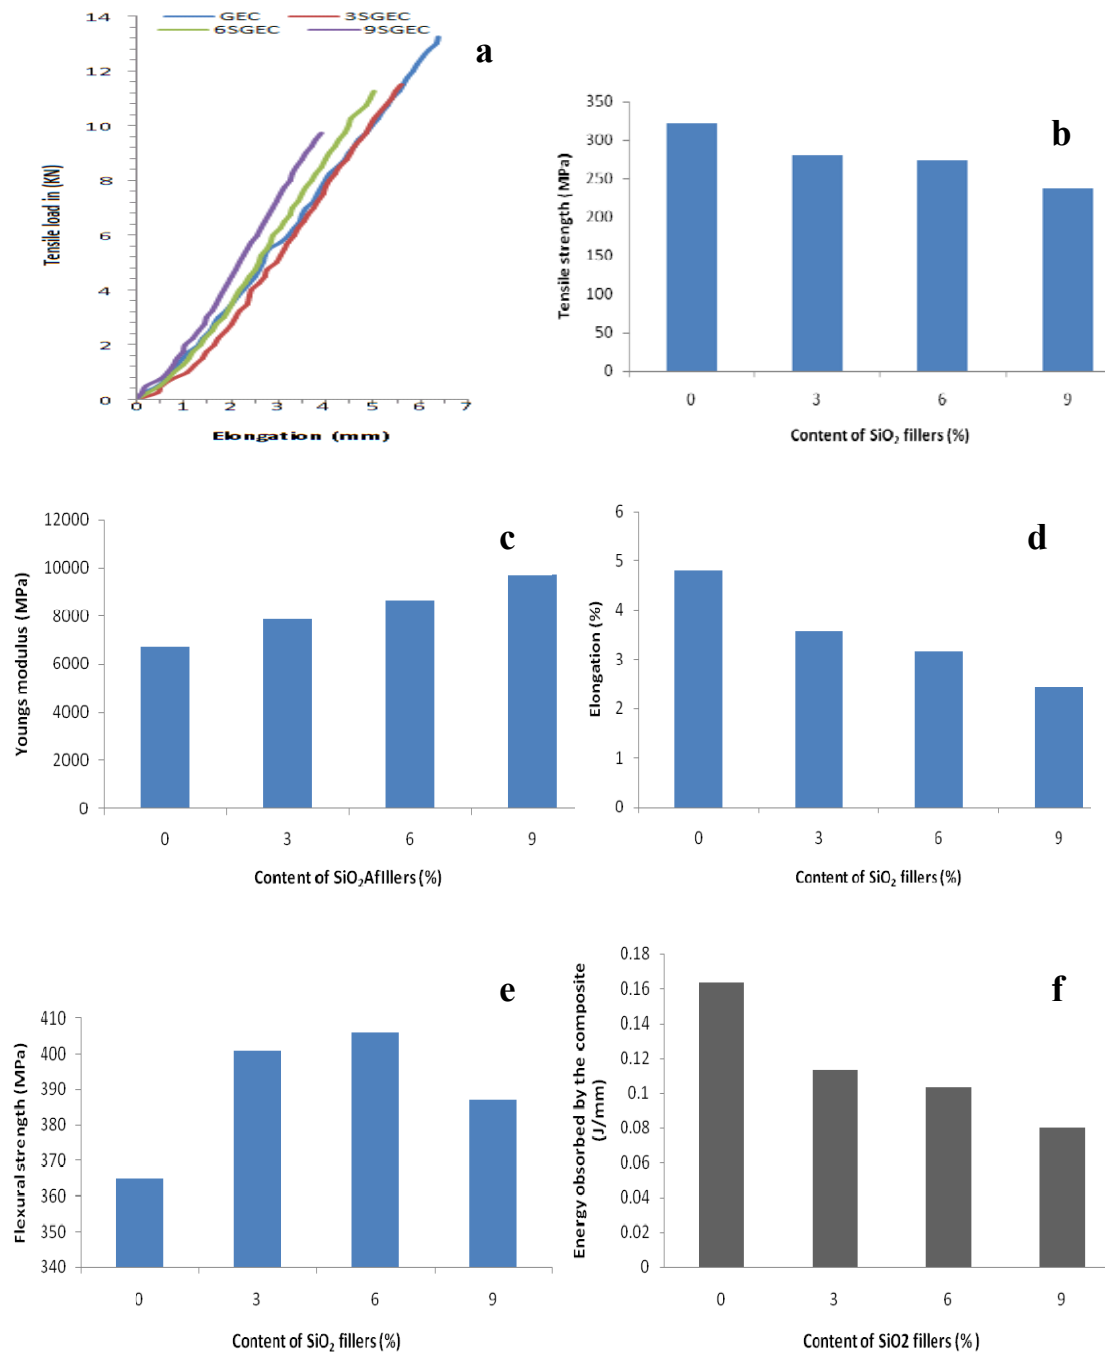 GEC 3SGEC
6SGEC 9SGEC
a
14
12
10
8
6
4
2
0
0 1 2 3 4 5 6 7
Tensile load in (KN)
Elongation (mm)
b
350
300
250
200
150
100
50
0
0 3 6 9
Tensile strength (MPa)
Content of SiO₂ fillers (%)
c
12000
10000
8000
6000
4000
2000
0
0 3 6 9
Youngs modulus (MPa)
Content of SiO₂Afillers (%)
d
6
5
4
3
2
1
0
0 3 6 9
Elongation (%)
Content of SiO₂ fillers (%)
e
410
400
390
380
370
360
350
340
0 3 6 9
Flexural strength (MPa)
Content of SiO₂ fillers (%)
f
0.18
0.16
0.14
0.12
0.1
0.08
0.06
0.04
0.02
0
0 3 6 9
Energy obsorbed by the composite
(J/mm)
Content of SiO2 fillers (%)